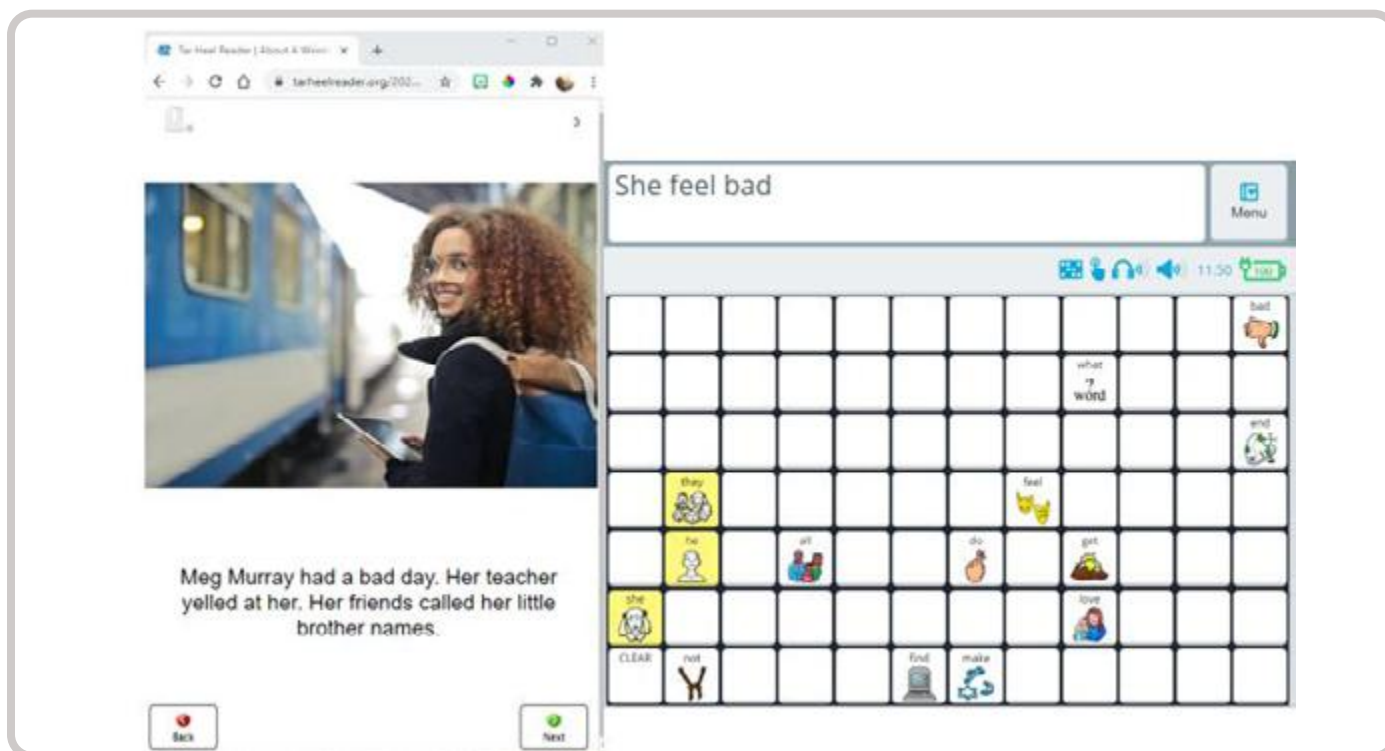 Tar Heel Reader | About A Wrin
tarheelreader.org/202...
She feel bad
Menu
11:50
100
bad
what
? word
end
they
feel
he
all
do
get
she
love
CLEAR
not
find
make
Meg Murray had a bad day. Her teacher
yelled at her. Her friends called her little
brother names.
Back
Next